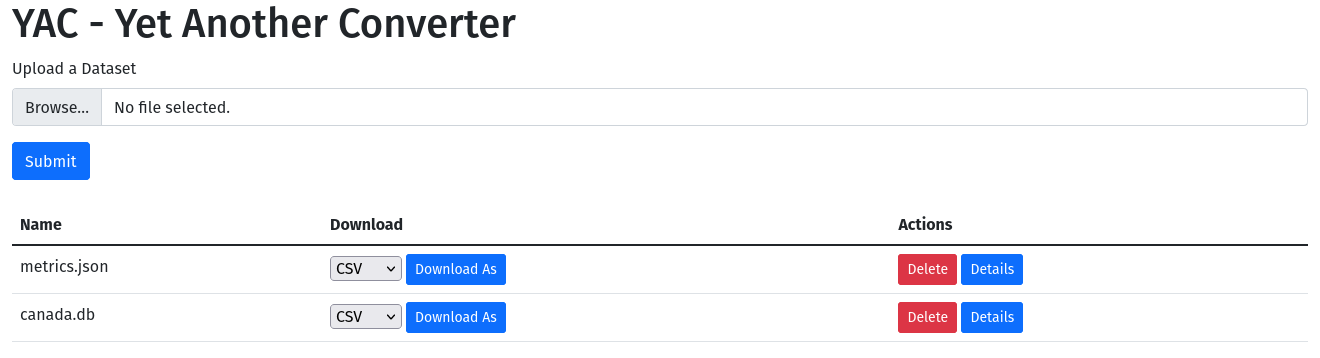 YAC - Yet Another Converter
Upload a Dataset
Browse... No file selected.
Submit
Name Download Actions
metrics.json CSV Download As Delete Details
canada.db CSV Download As Delete Details